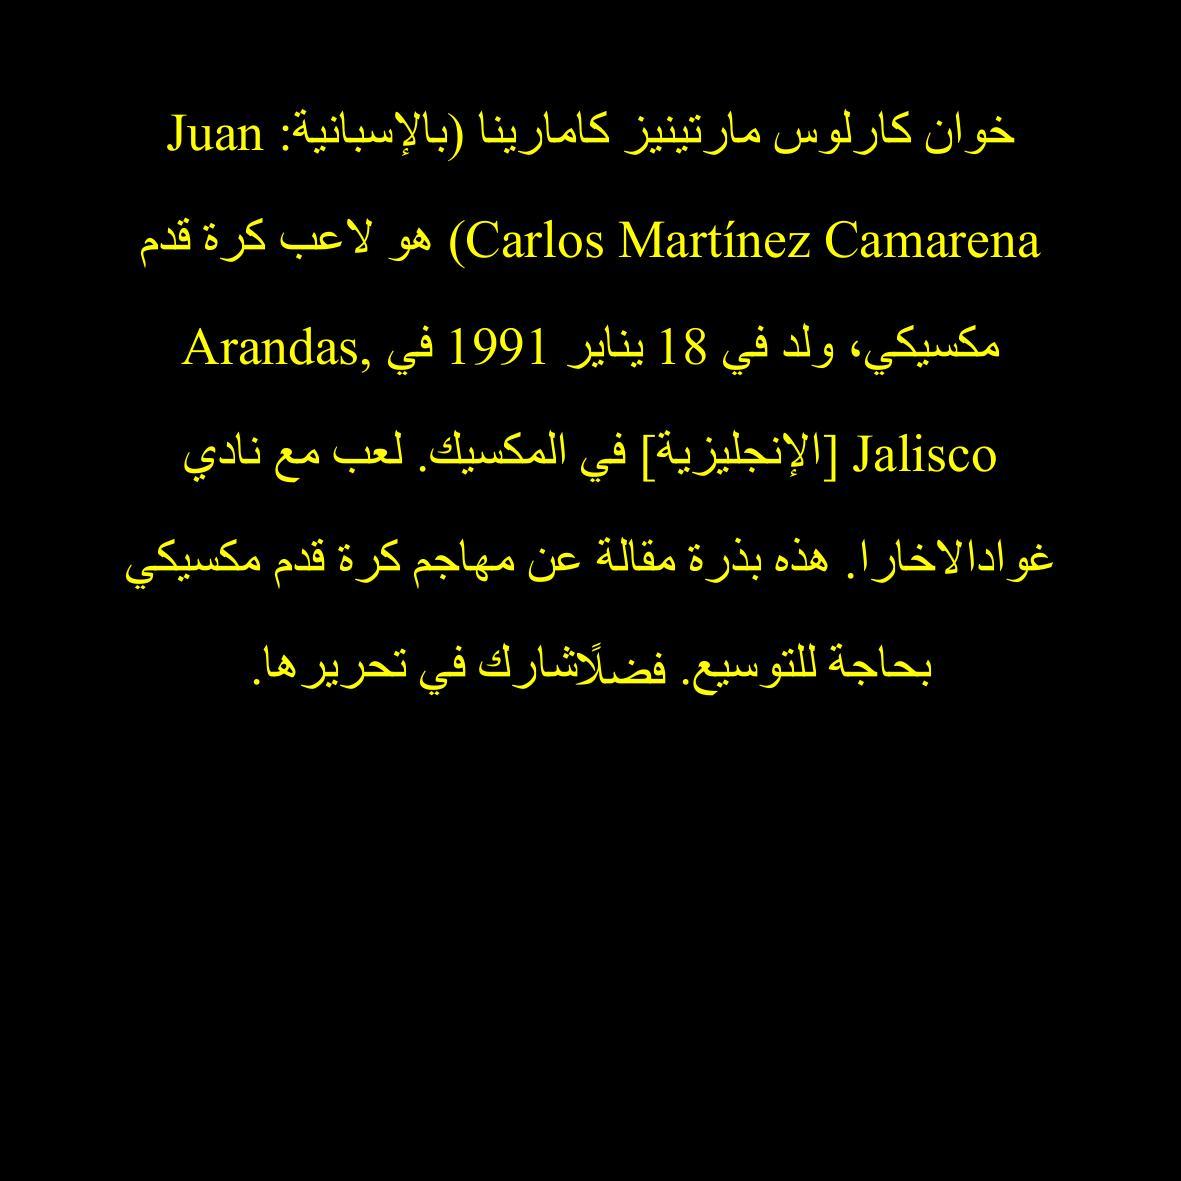 خوان كارلوس مارتينيز كامارينا (بالإسبانية: Juan
Carlos Martínez Camarena) هو لاعب كرة قدم
مكسيكي، ولد في 18 يناير 1991 في Arandas,
Jalisco [الإنجليزية] في المكسيك. لعب مع نادي
غوادالاخارا. هذه بذرة مقالة عن مهاجم كرة قدم مكسيكي
بحاجة للتوسيع. فضلًاشارك في تحريرها.